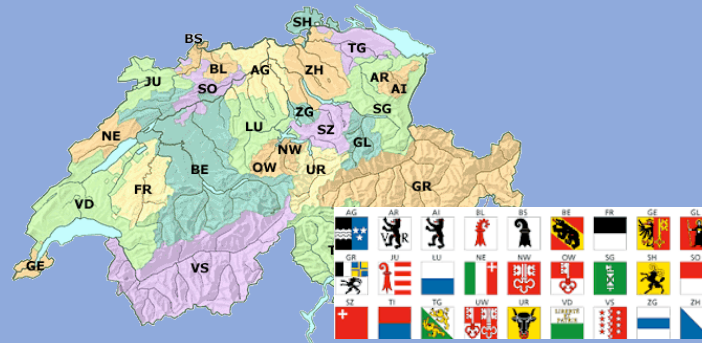 SH
BS
TG
BL
AG
ZH
JU
SO
AR
AI
ZG
SG
LU
SZ
NE
NW
GL
BE
OW
UR
FR
GR
VD
GE
VS
T
AG AR AI BL BS BE FR GE GL
R
GR JU LU NE NW OW SG SH SO
SZ TI TG UW UR VD VS ZG ZH
LIBERTÉ
ET
PATRIE